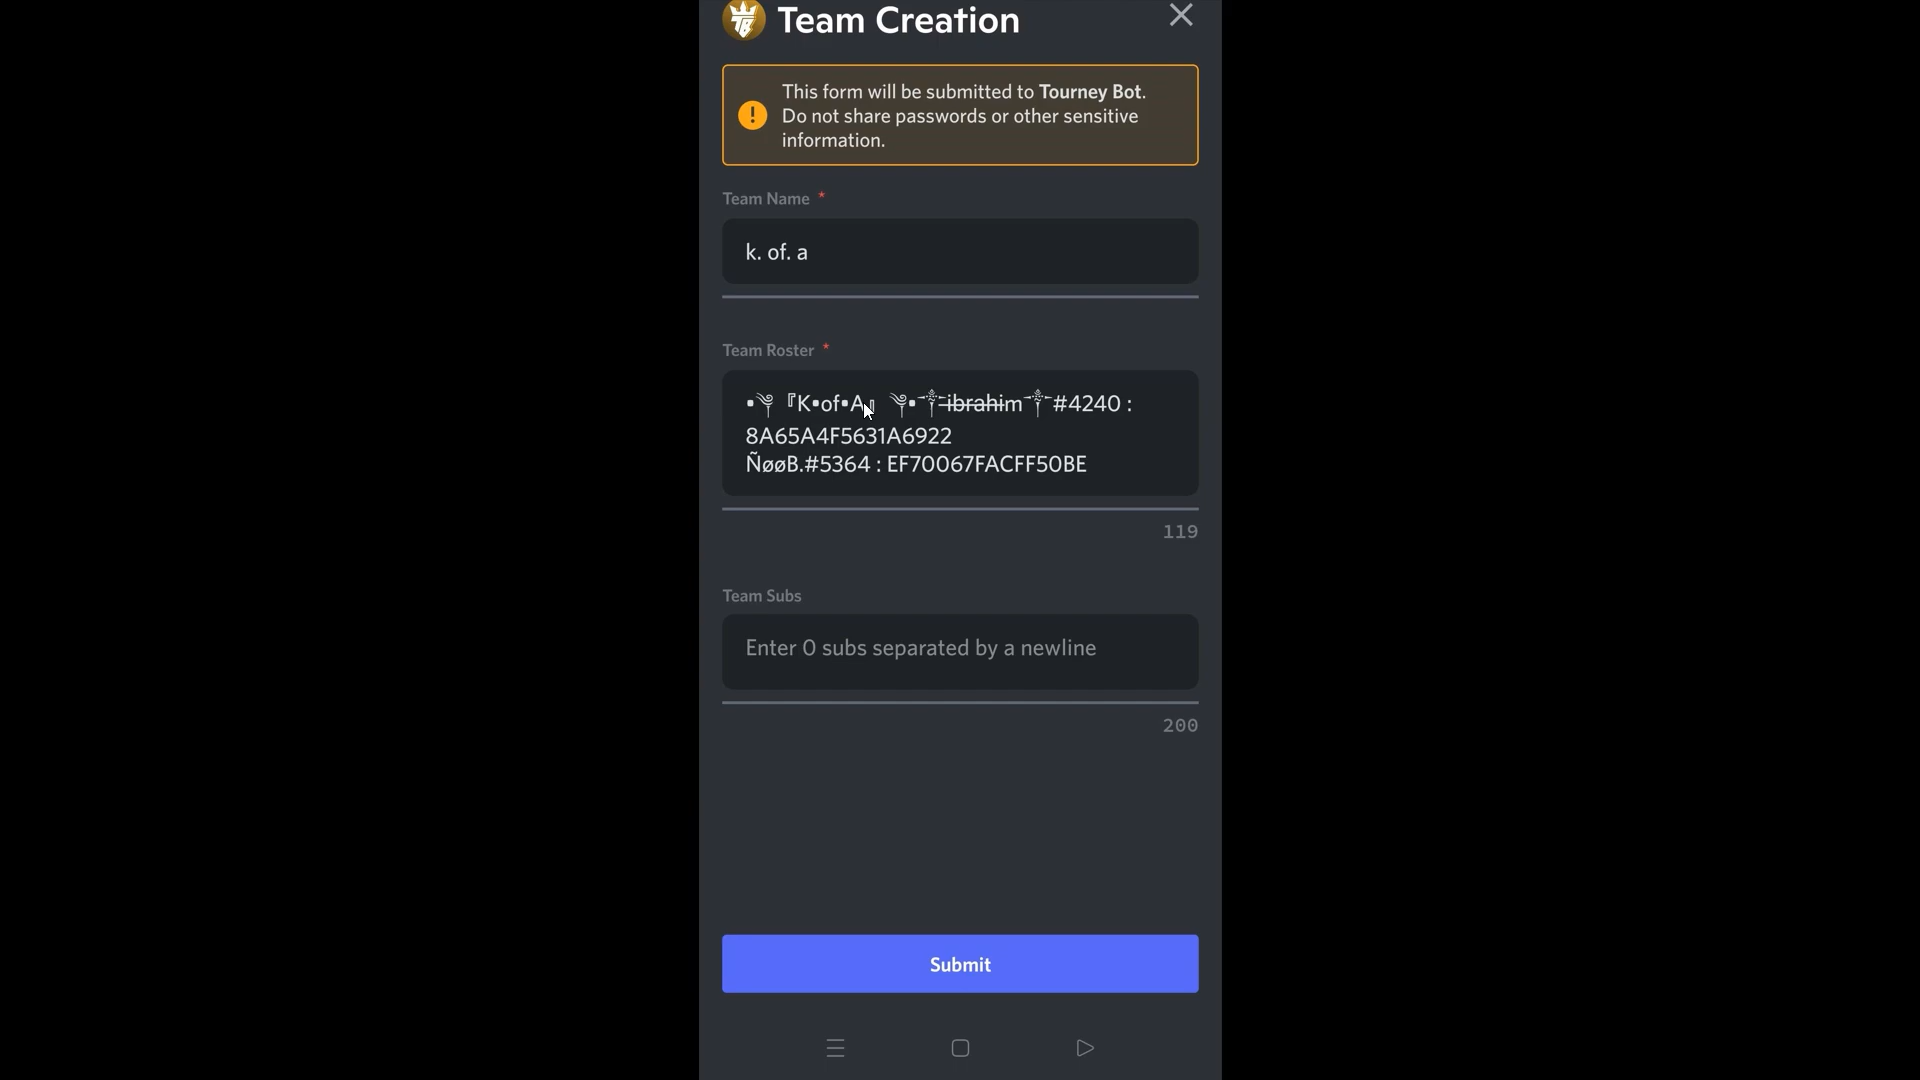 Team Creation
This form will be submitted to Tourney Bot.
Do not share passwords or other sensitive
information.
Team Name *
k. of. a
Team Roster *
▪༆『K▪of▪A』༆▪༒i̶b̶r̶a̶h̶i̶m༒#4240 :
8A65A4F5631A6922
ÑøøB.#5364 : EF70067FACFF50BE
119
Team Subs
Enter 0 subs separated by a newline
200
Submit